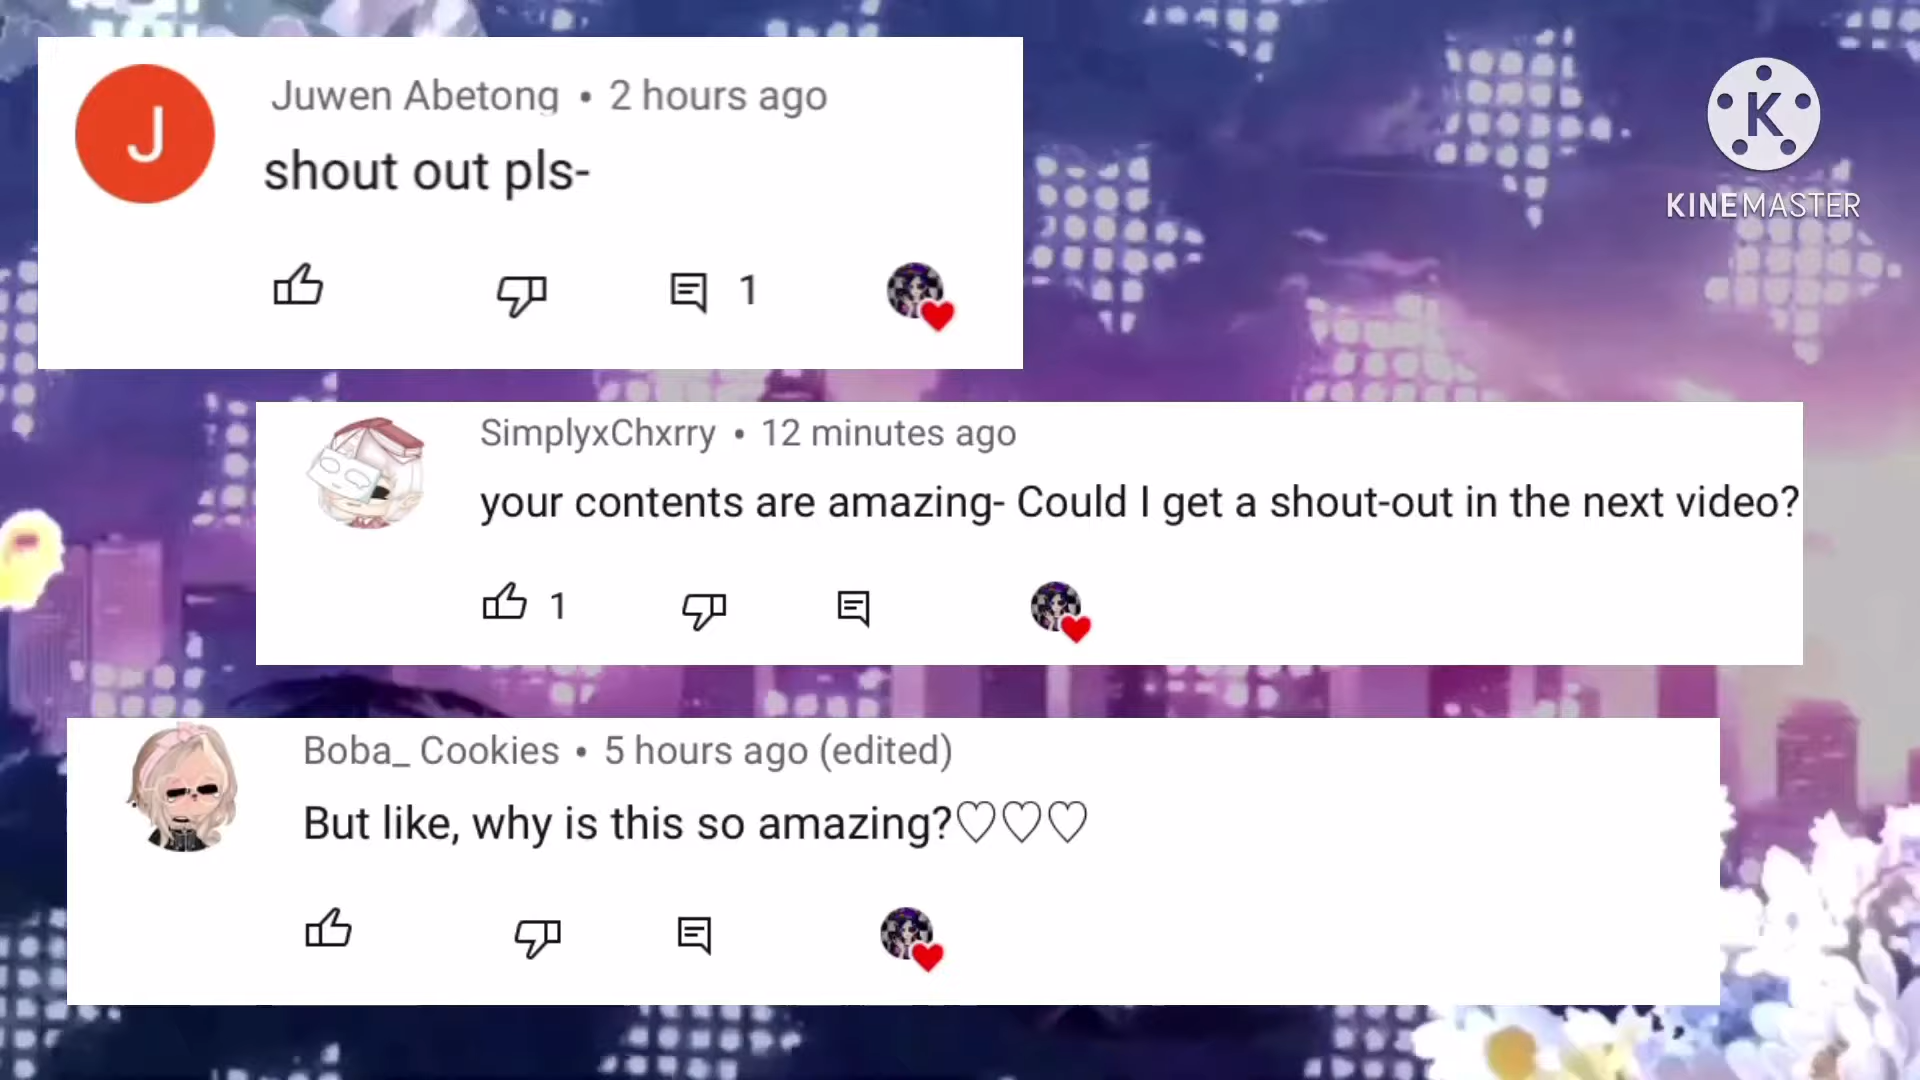 J
Juwen Abetong • 2 hours ago
shout out pls-
1
K
KINEMASTER
SimplyxChxrry • 12 minutes ago
your contents are amazing- Could I get a shout-out in the next video?
1
Boba_ Cookies • 5 hours ago (edited)
But like, why is this so amazing?♡♡♡